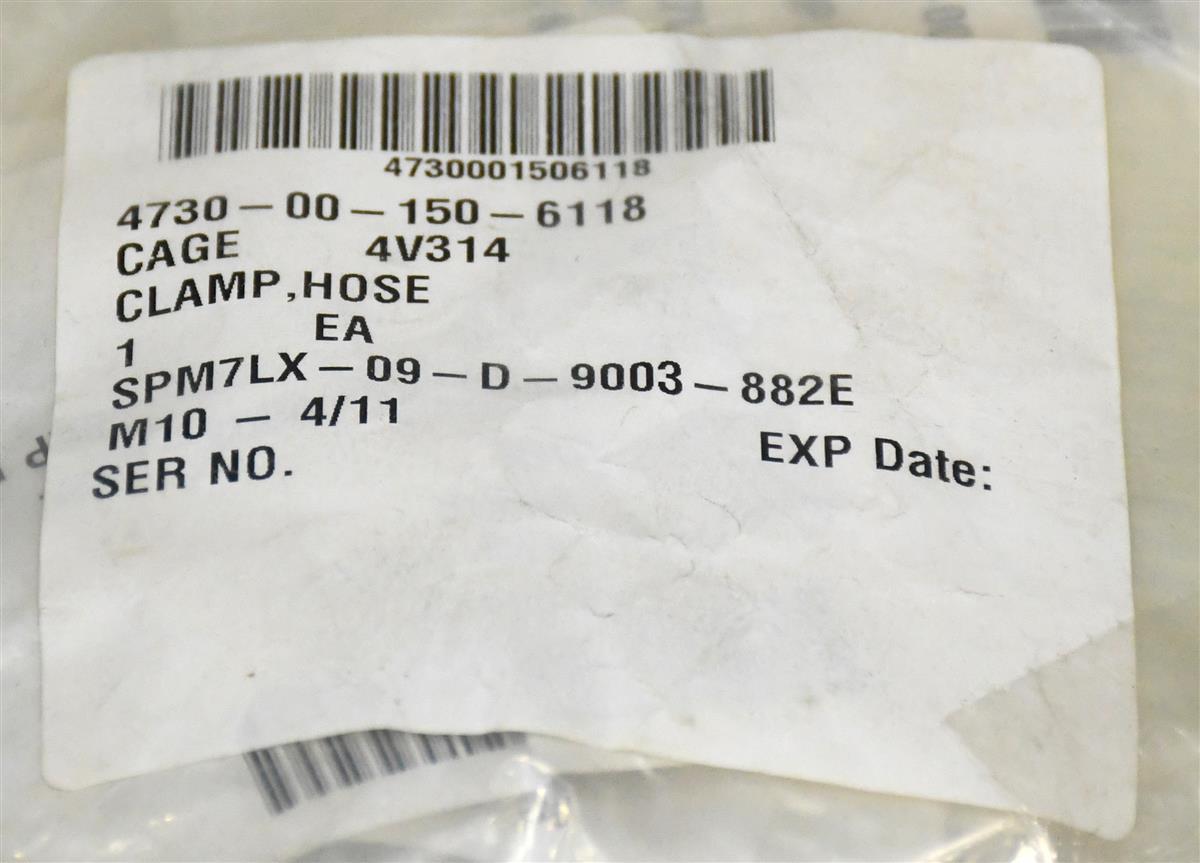 4730001506118
4730-00-150-6118
CAGE 4V314
CLAMP,HOSE
1 EA
SPM7LX-09-D-9003-882E
M10 - 4/11
SER NO. EXP Date: